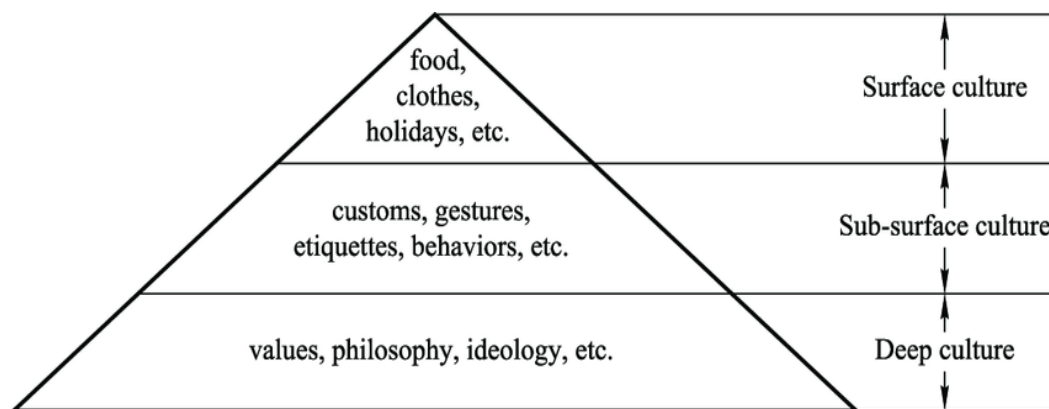 food,
clothes,
holidays, etc.
Surface culture
customs, gestures,
etiquettes, behaviors, etc.
Sub-surface culture
values, philosophy, ideology, etc.
Deep culture